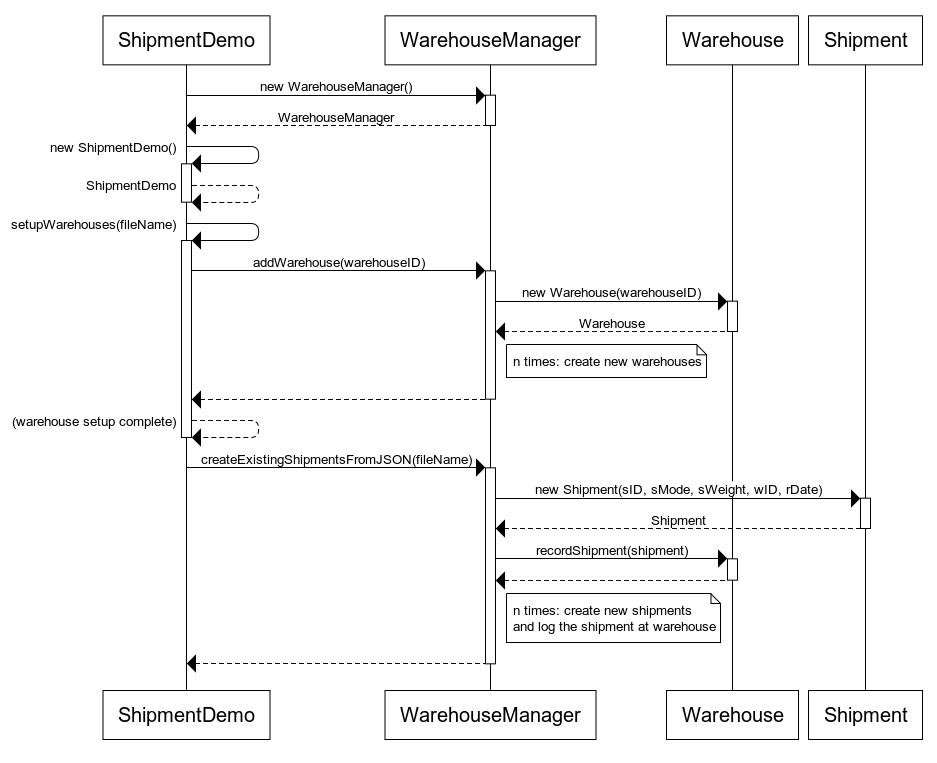 ShipmentDemo
WarehouseManager
Warehouse
Shipment
new WarehouseManager()
WarehouseManager
new ShipmentDemo()
ShipmentDemo
setupWarehouses(fileName)
addWarehouse(warehouseID)
new Warehouse(warehouseID)
Warehouse
n times: create new warehouses
(warehouse setup complete)
createExistingShipmentsFromJSON(fileName)
new Shipment(sID, sMode, sWeight, wID, rDate)
Shipment
recordShipment(shipment)
n times: create new shipments
and log the shipment at warehouse
ShipmentDemo
WarehouseManager
Warehouse
Shipment